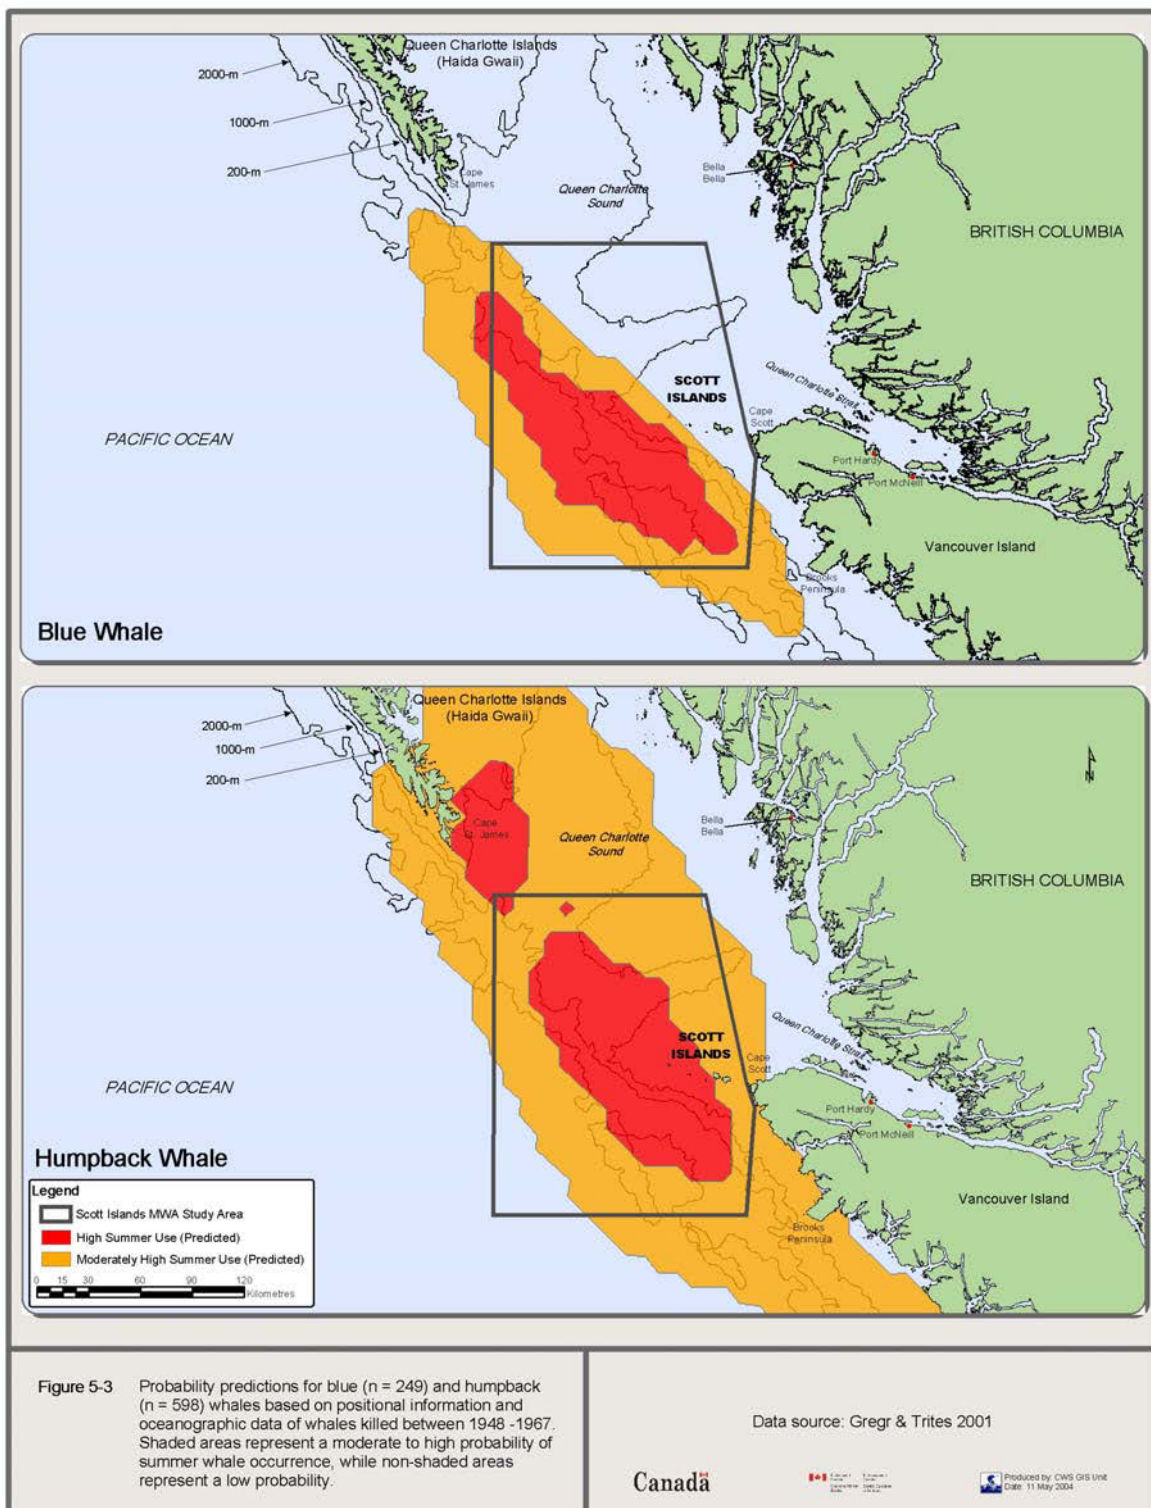 Queen Charlotte Islands
(Haida Gwaii)
2000-m
1000-m
200-m
Cape
St. James
Queen Charlotte
Sound
Bella
Bella
BRITISH COLUMBIA
SCOTT
ISLANDS
Queen Charlotte Strait
Cape
Scott
PACIFIC OCEAN
Port Hardy
Port McNeill
Vancouver Island
Brooks
Peninsula
Blue Whale
Queen Charlotte Islands
(Haida Gwaii)
2000-m
1000-m
200-m
Cape
St. James
Queen Charlotte
Sound
Bella
Bella
N
BRITISH COLUMBIA
SCOTT
ISLANDS
Queen Charlotte Strait
Cape
Scott
PACIFIC OCEAN
Port Hardy
Port McNeill
Vancouver Island
Brooks
Peninsula
Humpback Whale
Legend
Scott Islands MWA Study Area
High Summer Use (Predicted)
Moderately High Summer Use (Predicted)
0 15 30 60 90 120
Kilometres
Figure 5-3 Probability predictions for blue (n = 249) and humpback
(n = 598) whales based on positional information and
oceanographic data of whales killed between 1948 -1967.
Shaded areas represent a moderate to high probability of
summer whale occurrence, while non-shaded areas
represent a low probability.
Data source: Gregr & Trites 2001
Canada
Produced by: CWS GIS Unit
Date: 11 May 2004